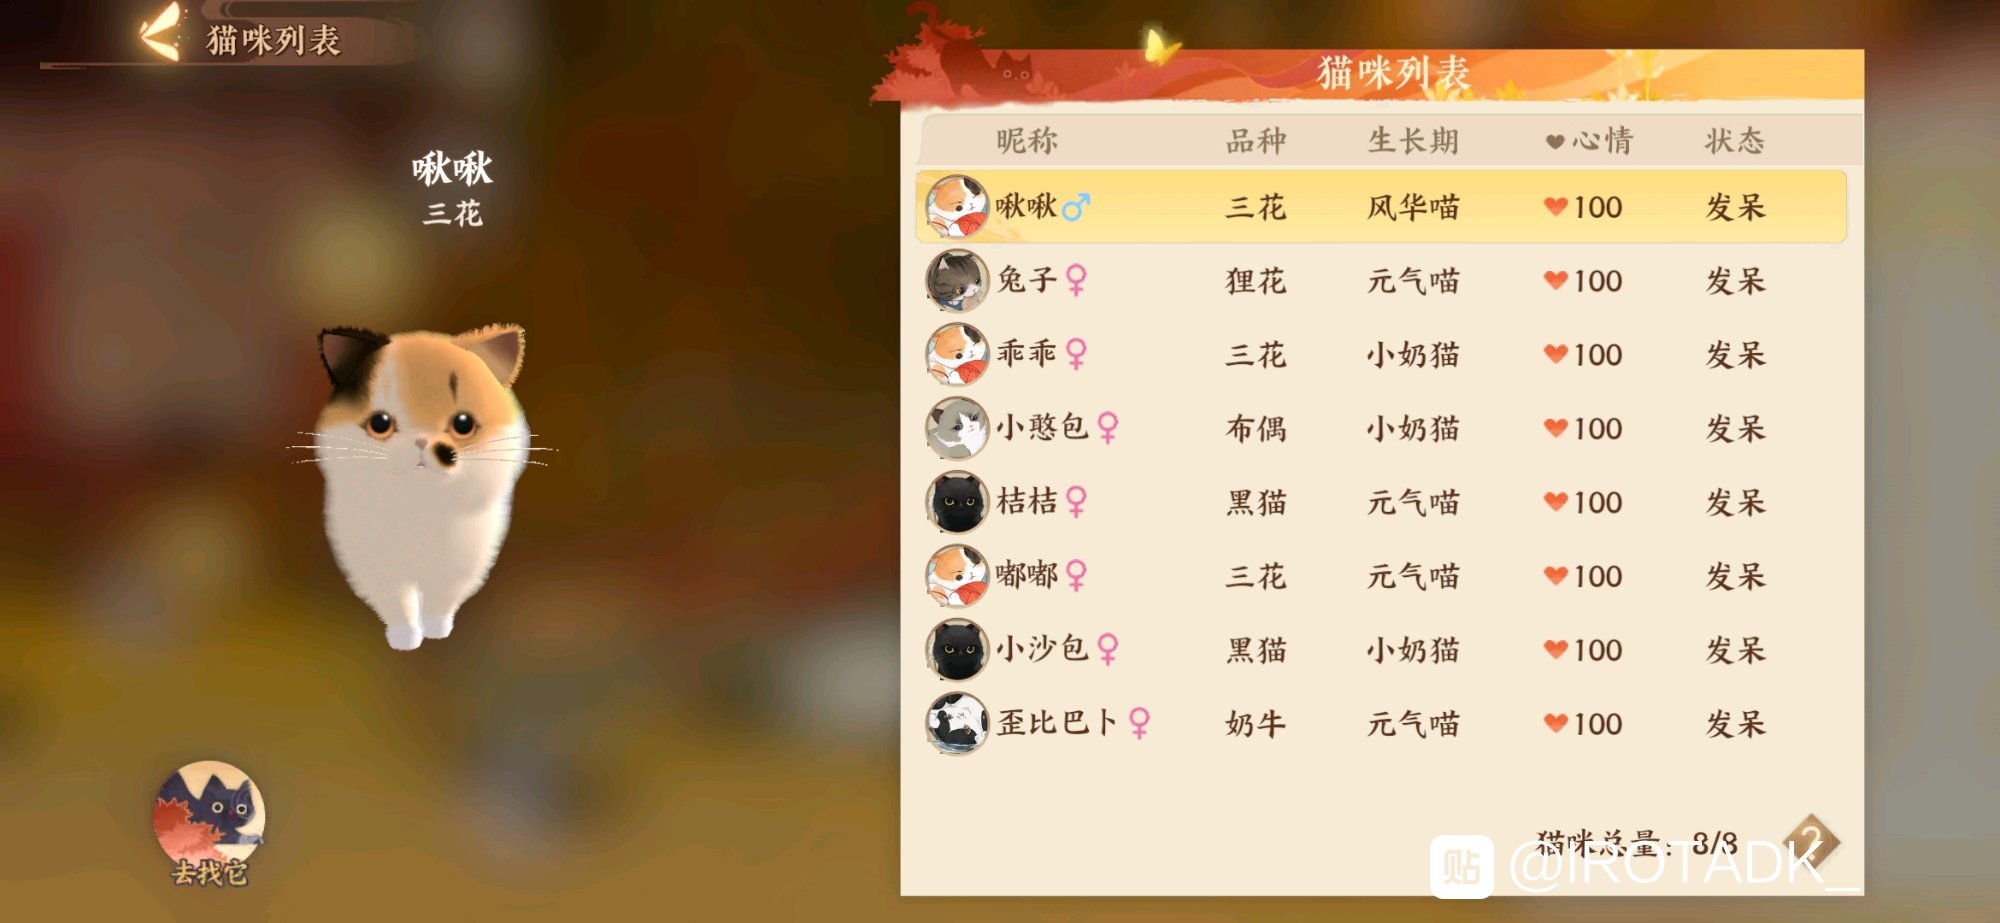 猫咪列表
啾啾
三花
去找它
猫咪列表
昵称 品种 生长期 心情 状态
啾啾♂ 三花 风华喵 100 发呆
兔子♀ 狸花 元气喵 100 发呆
乖乖♀ 三花 小奶猫 100 发呆
小憨包♀ 布偶 小奶猫 100 发呆
桔桔♀ 黑猫 元气喵 100 发呆
嘟嘟♀ 三花 元气喵 100 发呆
小沙包♀ 黑猫 小奶猫 100 发呆
歪比巴卜♀ 奶牛 元气喵 100 发呆
猫咪总量：8/8
?
贴 @IROTADK_